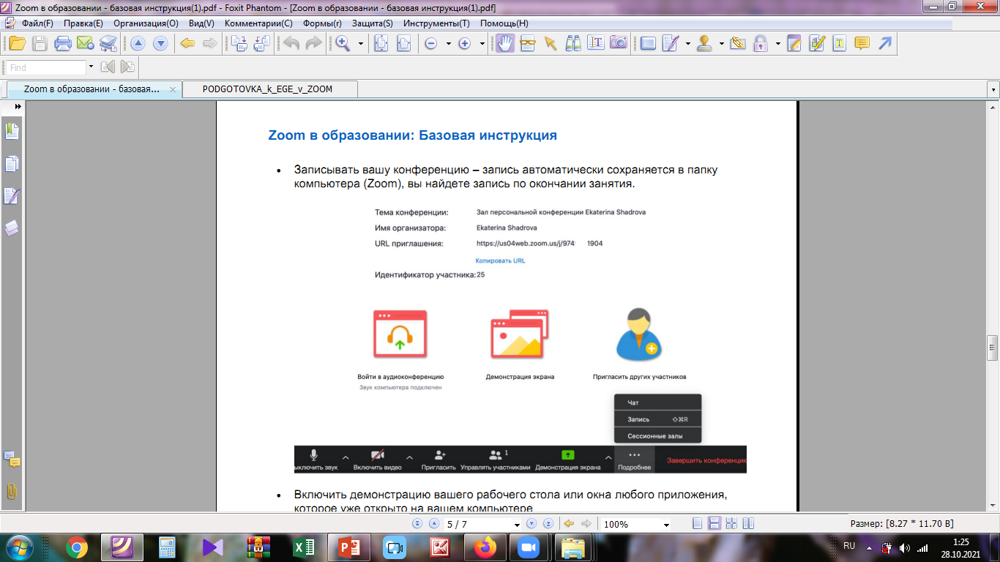 Zoom в образовании - базовая инструкция(1).pdf - Foxit Phantom - [Zoom в образовании - базовая инструкция(1).pdf]
Файл(F) Правка(E) Организация(O) Вид(V) Комментарии(C) Формы(r) Защита(S) Инструменты(T) Помощь(H)
Find
Zoom в образовании - базовая... PODGOTOVKA_k_EGE_v_ZOOM
Zoom в образовании: Базовая инструкция
• Записывать вашу конференцию – запись автоматически сохраняется в папку
компьютера (Zoom), вы найдете запись по окончании занятия.
Тема конференции: Зал персональной конференции Ekaterina Shadrova
Имя организатора: Ekaterina Shadrova
URL приглашения: https://us04web.zoom.us/j/974 1904
Копировать URL
Идентификатор участника: 25
Войти в аудиоконференцию Демонстрация экрана Пригласить других участников
Звук компьютера подключен
Чат
Запись ⇧⌘R
Сессионные залы
1
ыключить звук Включить видео Пригласить Управлять участниками Демонстрация экрана Подробнее Завершить конференцик
• Включить демонстрацию вашего рабочего стола или окна любого приложения,
которое уже открыто на вашем компьютере
5 / 7 100% Размер: [8.27 * 11.70 В]
RU 1:25
28.10.2021